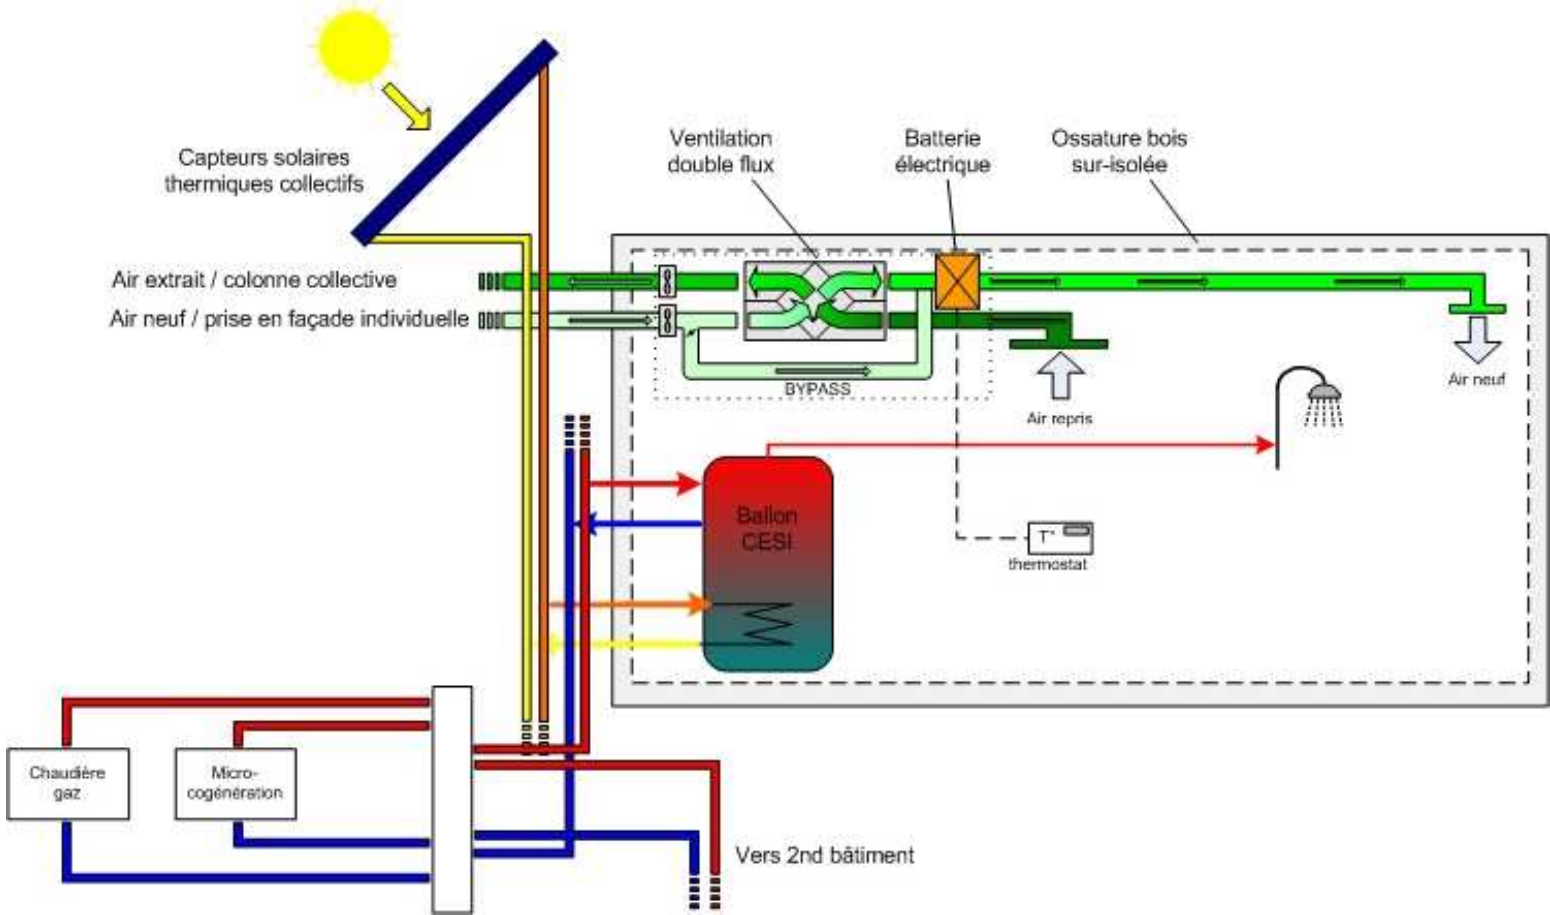 Capteurs solaires
thermiques collectifs
Ventilation
double flux
Batterie
électrique
Ossature bois
sur-isolée
Air extrait / colonne collective
Air neuf / prise en façade individuelle
BYPASS
Air repris
Air neuf
Ballon
CESI
T°
thermostat
Chaudière
gaz
Micro-
cogénération
Vers 2nd bâtiment